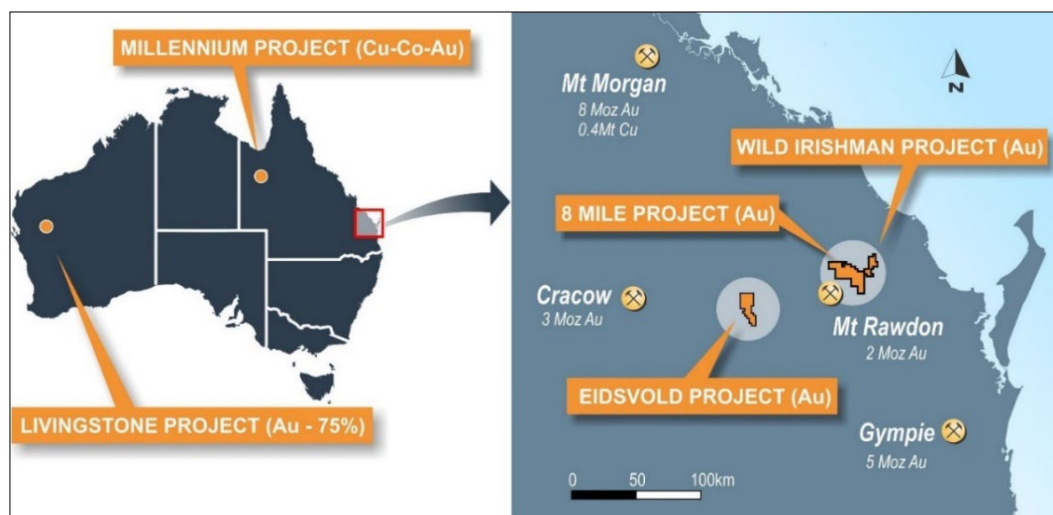 MILLENNIUM PROJECT (Cu-Co-Au)
LIVINGSTONE PROJECT (Au - 75%)
Mt Morgan
8 Moz Au
0.4Mt Cu
N
WILD IRISHMAN PROJECT (Au)
8 MILE PROJECT (Au)
Cracow
3 Moz Au
Mt Rawdon
2 Moz Au
EIDSVOLD PROJECT (Au)
Gympie
5 Moz Au
0 50 100km